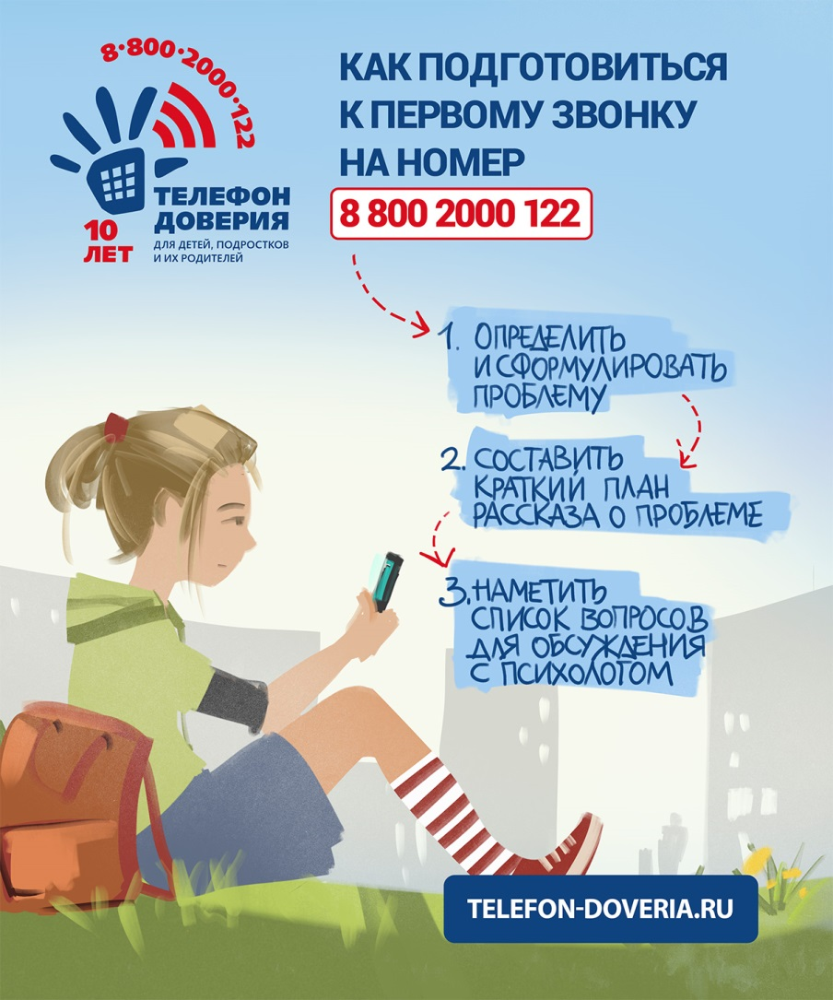 8·800·2000·122
ТЕЛЕФОН
ДОВЕРИЯ
10
ЛЕТ
ДЛЯ ДЕТЕЙ, ПОДРОСТКОВ
И ИХ РОДИТЕЛЕЙ
КАК ПОДГОТОВИТЬСЯ
К ПЕРВОМУ ЗВОНКУ
НА НОМЕР
8 800 2000 122
1. ОПРЕДЕЛИТЬ
И СФОРМУЛИРОВАТЬ
ПРОБЛЕМУ
2. СОСТАВИТЬ
КРАТКИЙ ПЛАН
РАССКАЗА О ПРОБЛЕМЕ
3. НАМЕТИТЬ
СПИСОК ВОПРОСОВ
ДЛЯ ОБСУЖДЕНИЯ
С ПСИХОЛОГОМ
TELEFON-DOVERIA.RU